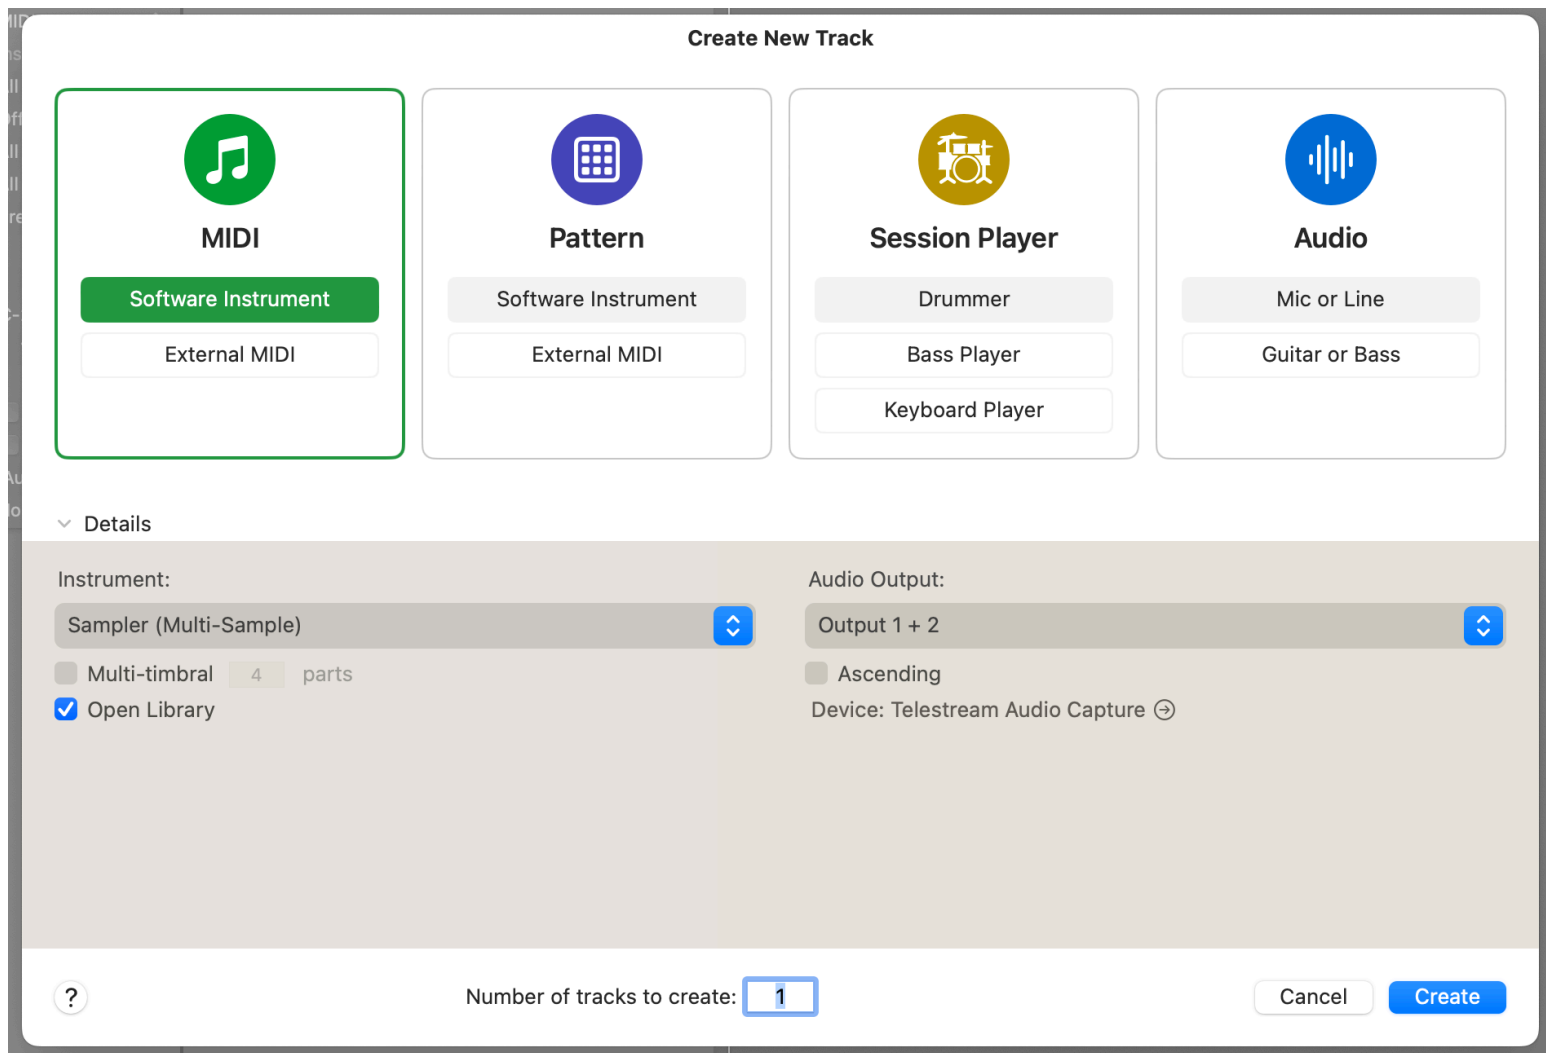 Create New Track
MIDI
Software Instrument
External MIDI
Pattern
Software Instrument
External MIDI
Session Player
Drummer
Bass Player
Keyboard Player
Audio
Mic or Line
Guitar or Bass
Details
Instrument:
Sampler (Multi-Sample)
Multi-timbral 4 parts
Open Library
Audio Output:
Output 1 + 2
Ascending
Device: Telestream Audio Capture
? Number of tracks to create: 1 Cancel Create